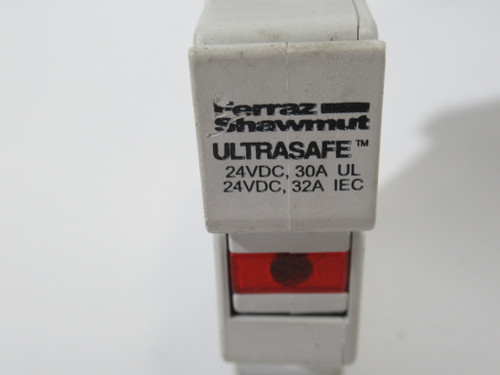 Ferraz
Shawmut
ULTRASAFE™
24VDC, 30A UL
24VDC, 32A IEC